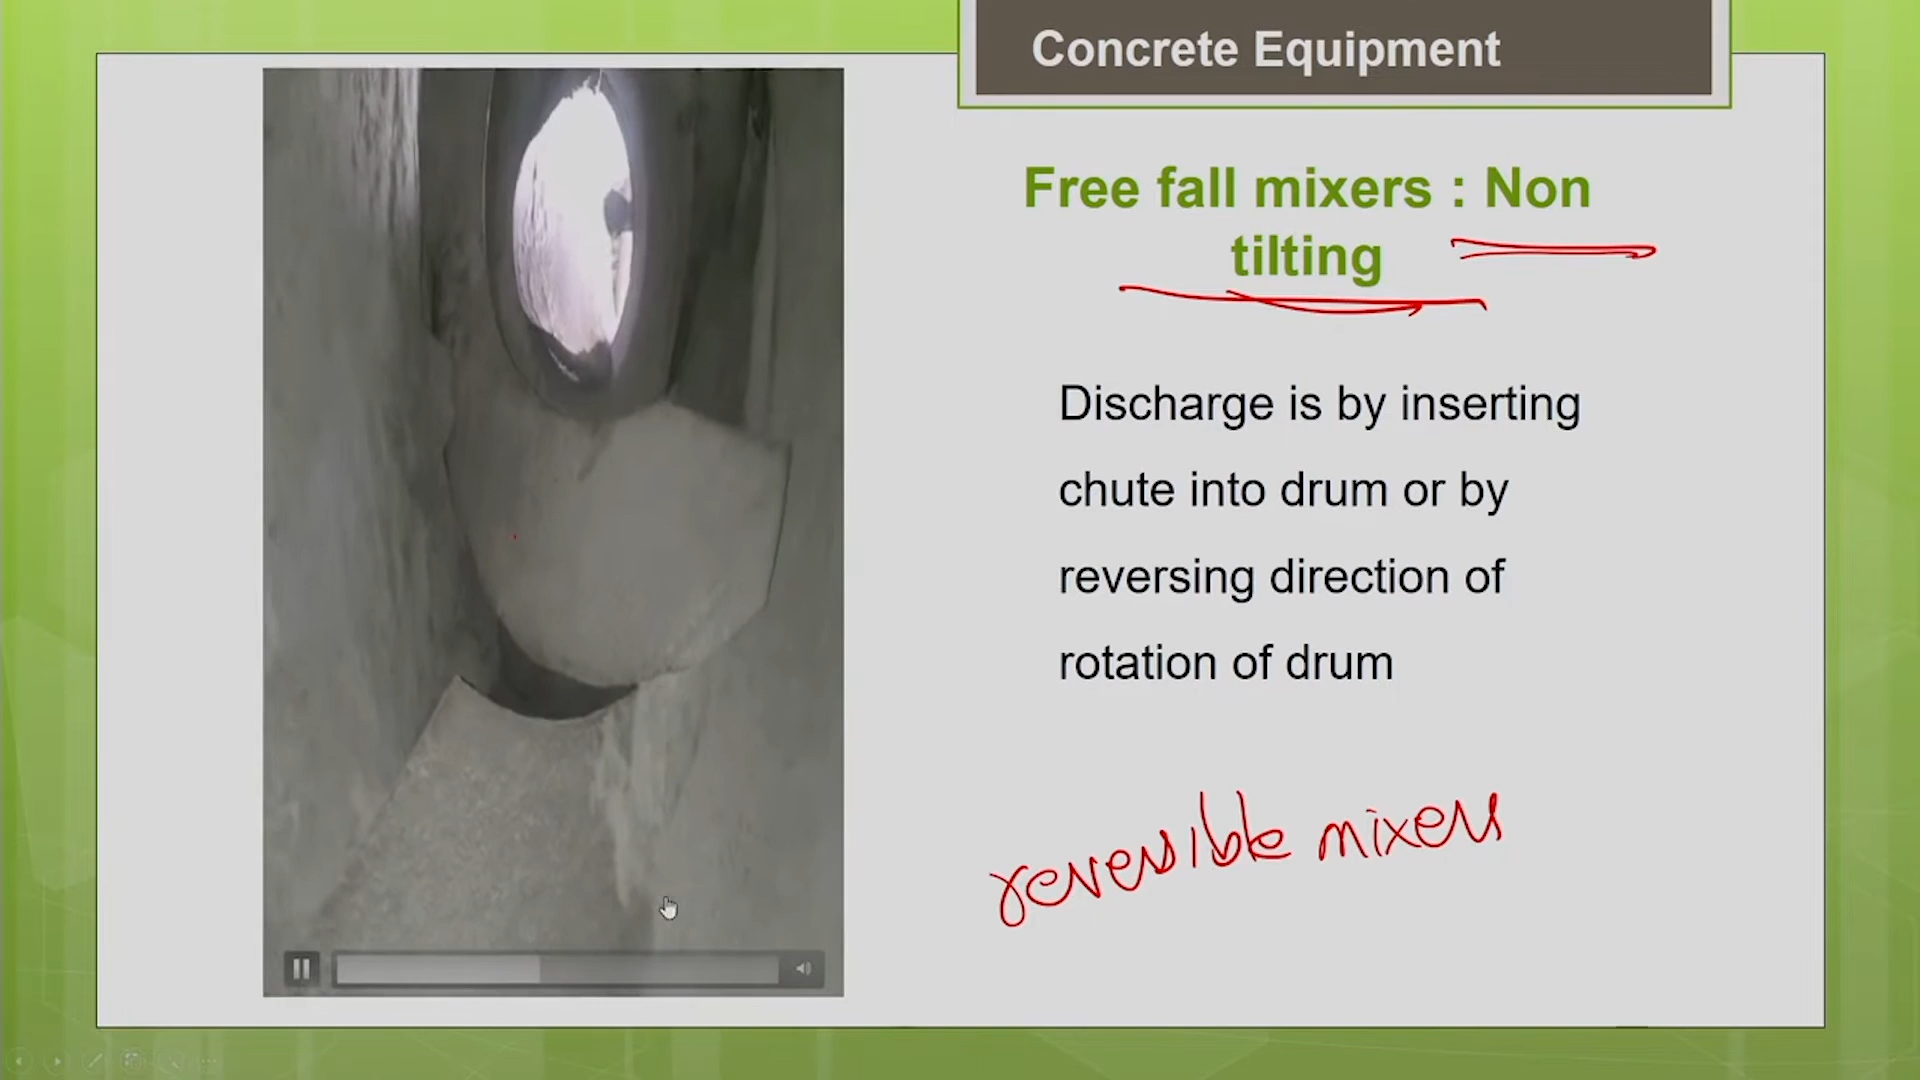 Concrete Equipment
Free fall mixers : Non
tilting
Discharge is by inserting
chute into drum or by
reversing direction of
rotation of drum
reversible mixers